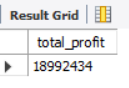 Result Grid
total_profit
18992434